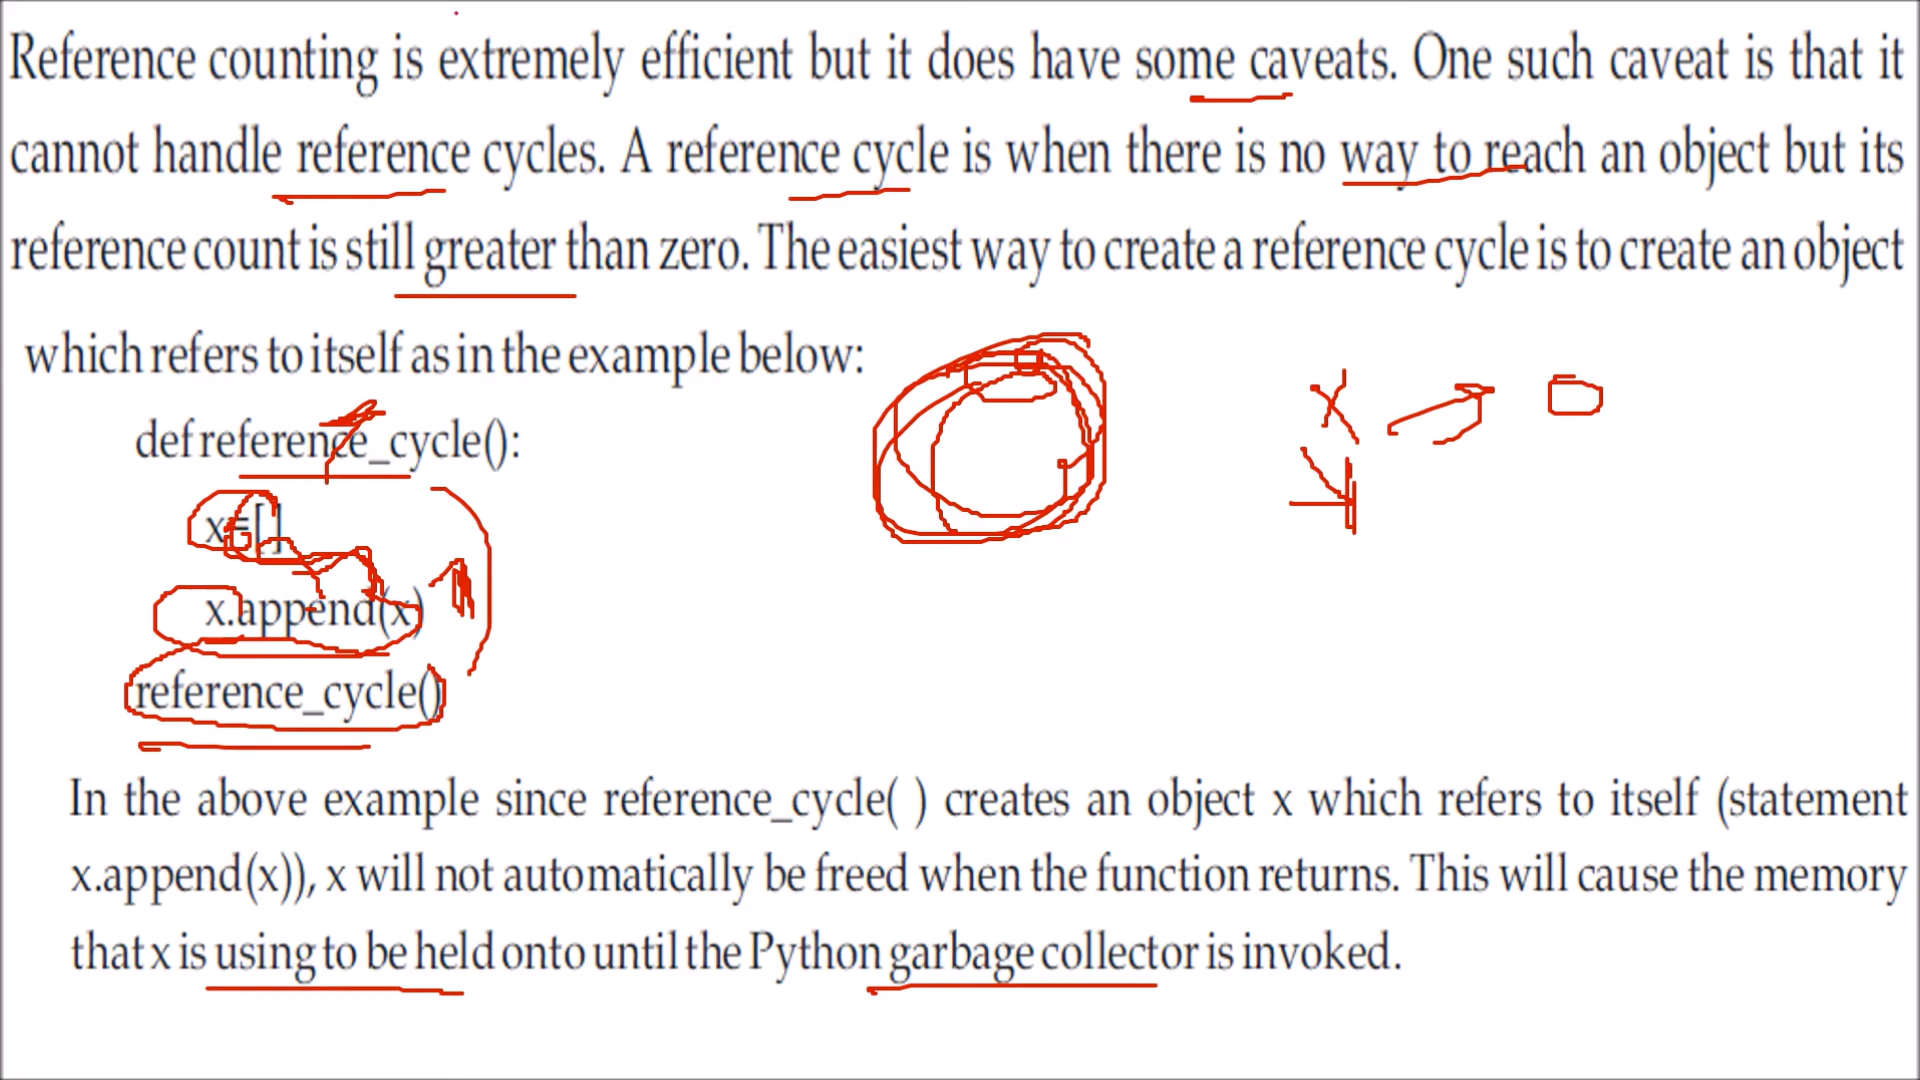 Reference counting is extremely efficient but it does have some caveats. One such caveat is that it
cannot handle reference cycles. A reference cycle is when there is no way to reach an object but its
reference count is still greater than zero. The easiest way to create a reference cycle is to create an object
which refers to itself as in the example below:
def reference_cycle():
x=[]
x.append(x)
reference_cycle()
In the above example since reference_cycle( ) creates an object x which refers to itself (statement
x.append(x)), x will not automatically be freed when the function returns. This will cause the memory
that x is using to be held onto until the Python garbage collector is invoked.